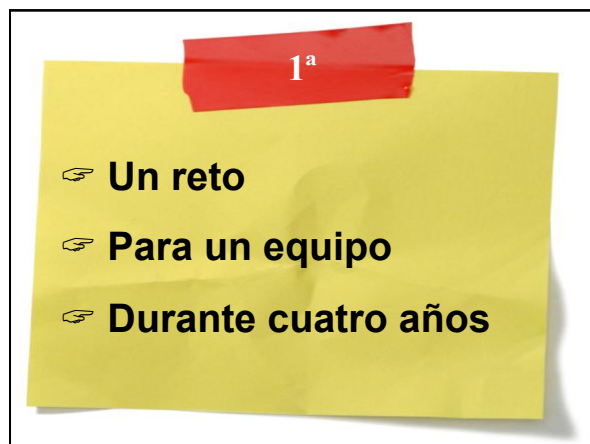 1ª
☞ Un reto
☞ Para un equipo
☞ Durante cuatro años